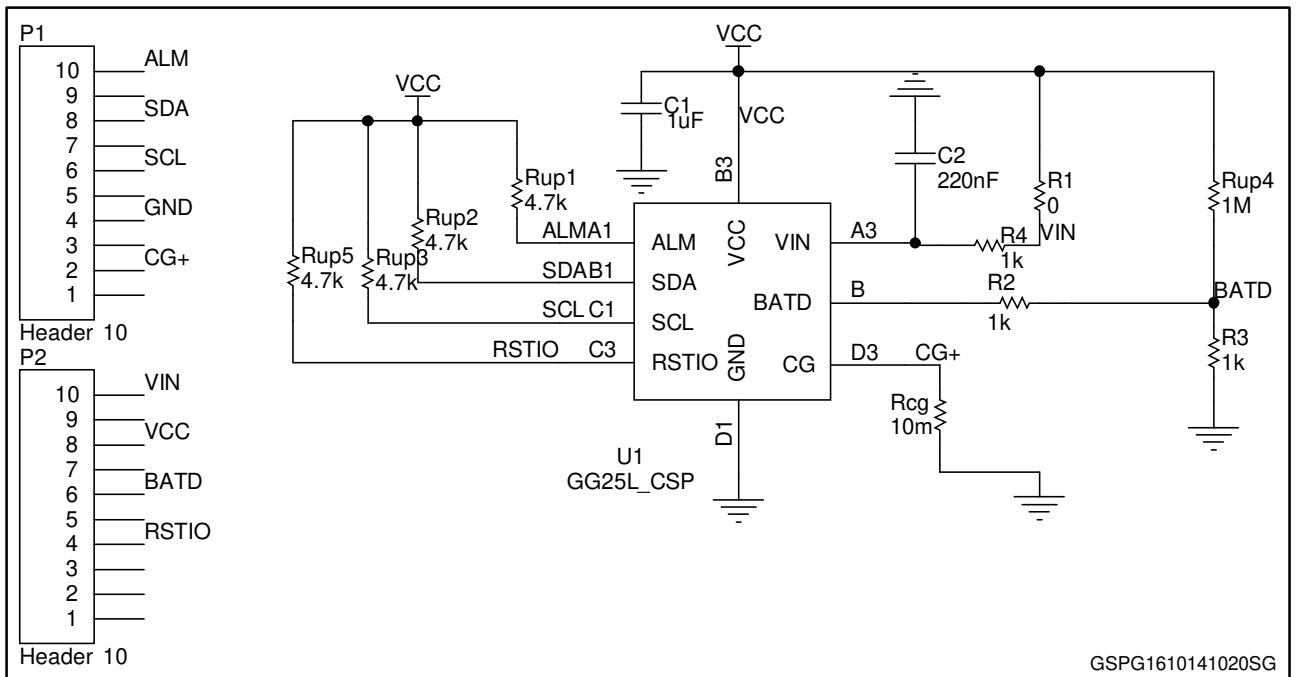 P1
10 ALM
9
8 SDA
7
6 SCL
5
4 GND
3
2 CG+
1
Header 10
P2
10 VIN
9
8 VCC
7
6 BATD
5
4 RSTIO
3
2
1
Header 10
VCC
Rup1
4.7k
Rup2
4.7k
Rup3
4.7k
Rup5
4.7k
VCC
C1
1uF
VCC
B3
C2
220nF
R1
0
VIN
Rup4
1M
ALM A1
SDA B1
SCL C1
RSTIO C3
ALM
SDA
SCL
RSTIO
VCC
GND
VIN
BATD
CG
A3
R4
1k
B
R2
1k
BATD
R3
1k
D3 CG+
Rcg
10m
D1
U1
GG25L_CSP
GSPG1610141020SG